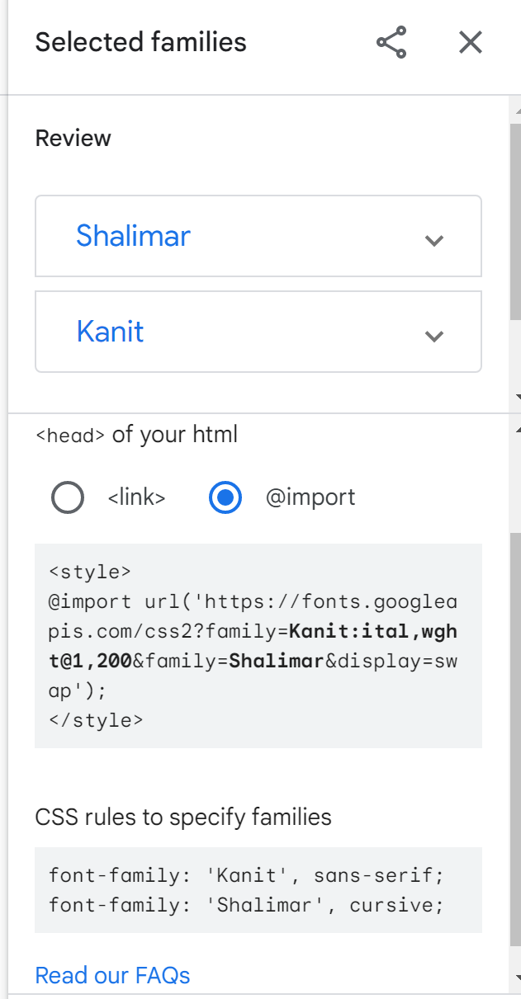 Selected families
Review
Shalimar
Kanit
<head> of your html
<link> @import
<style>
@import url('https://fonts.googlea
pis.com/css2?family=Kanit:ital,wgh
t@1,200&family=Shalimar&display=sw
ap');
</style>
CSS rules to specify families
font-family: 'Kanit', sans-serif;
font-family: 'Shalimar', cursive;
Read our FAQs